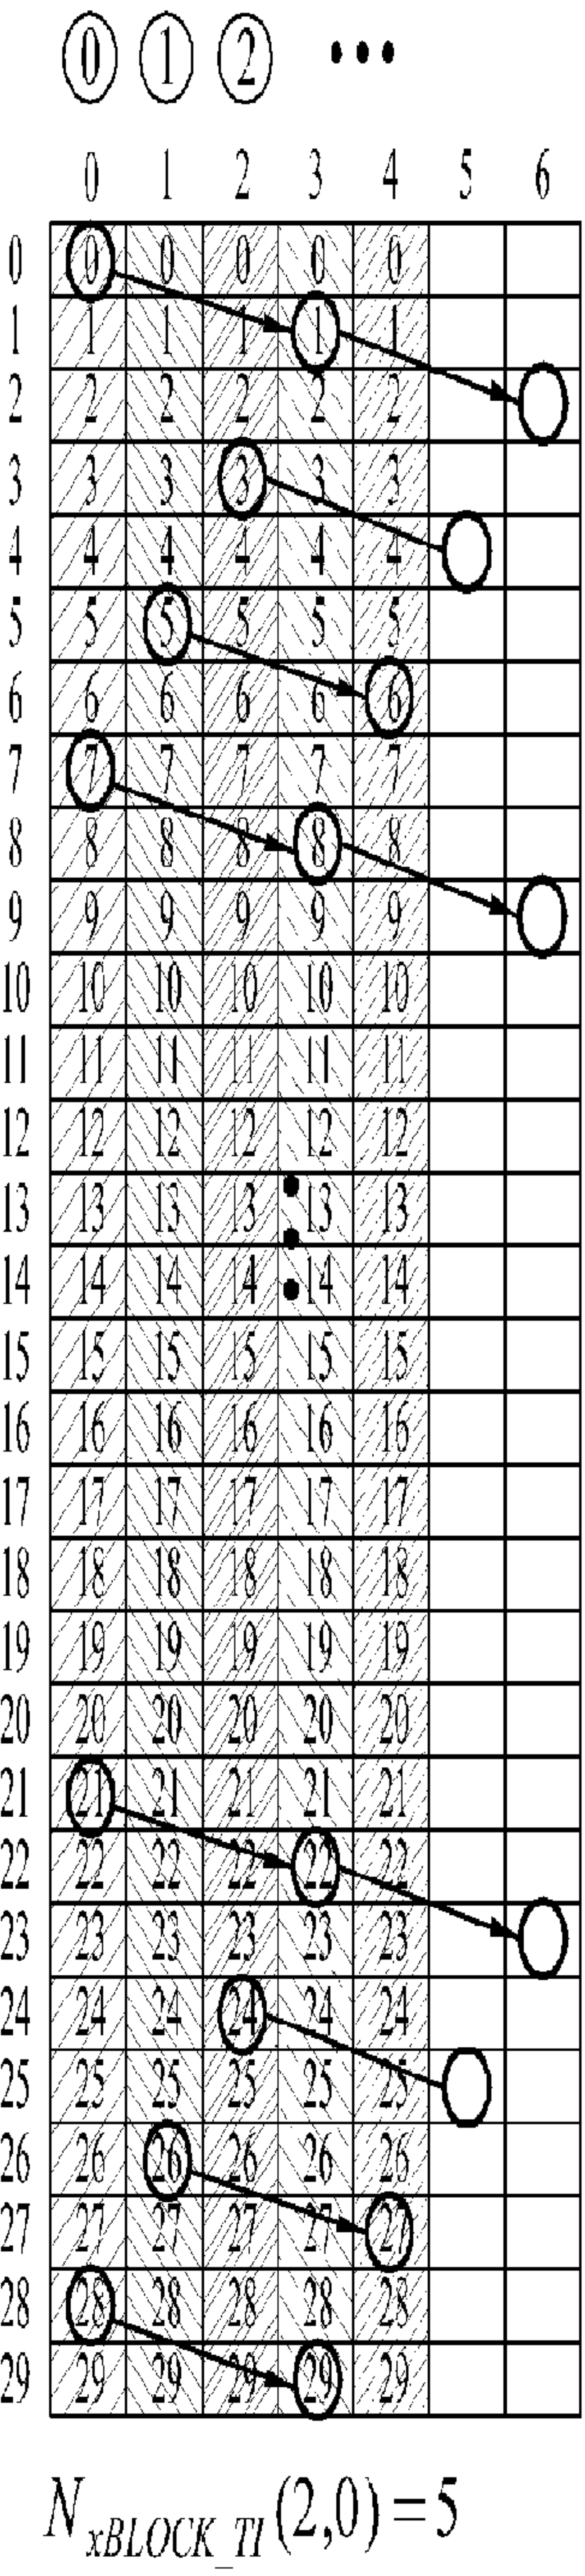 0 1 2 •••
0 1 2 3 4 5 6
0 0 0 0 0 0
1 1 1 1 1 1
2 2 2 2 2 2
3 3 3 3 3 3
4 4 4 4 4 4
5 5 5 5 5 5
6 6 6 6 6 6
7 7 7 7 7 7
8 8 8 8 8 8
9 9 9 9 9 9
10 10 10 10 10 10
11 11 11 11 11 11
12 12 12 12 12 12
13 13 13 13 13 13
14 14 14 14 14 14
15 15 15 15 15 15
16 16 16 16 16 16
17 17 17 17 17 17
18 18 18 18 18 18
19 19 19 19 19 19
20 20 20 20 20 20
21 21 21 21 21 21
22 22 22 22 22 22
23 23 23 23 23 23
24 24 24 24 24 24
25 25 25 25 25 25
26 26 26 26 26 26
27 27 27 27 27 27
28 28 28 28 28 28
29 29 29 29 29 29
N_xBLOCK_TI(2,0)=5